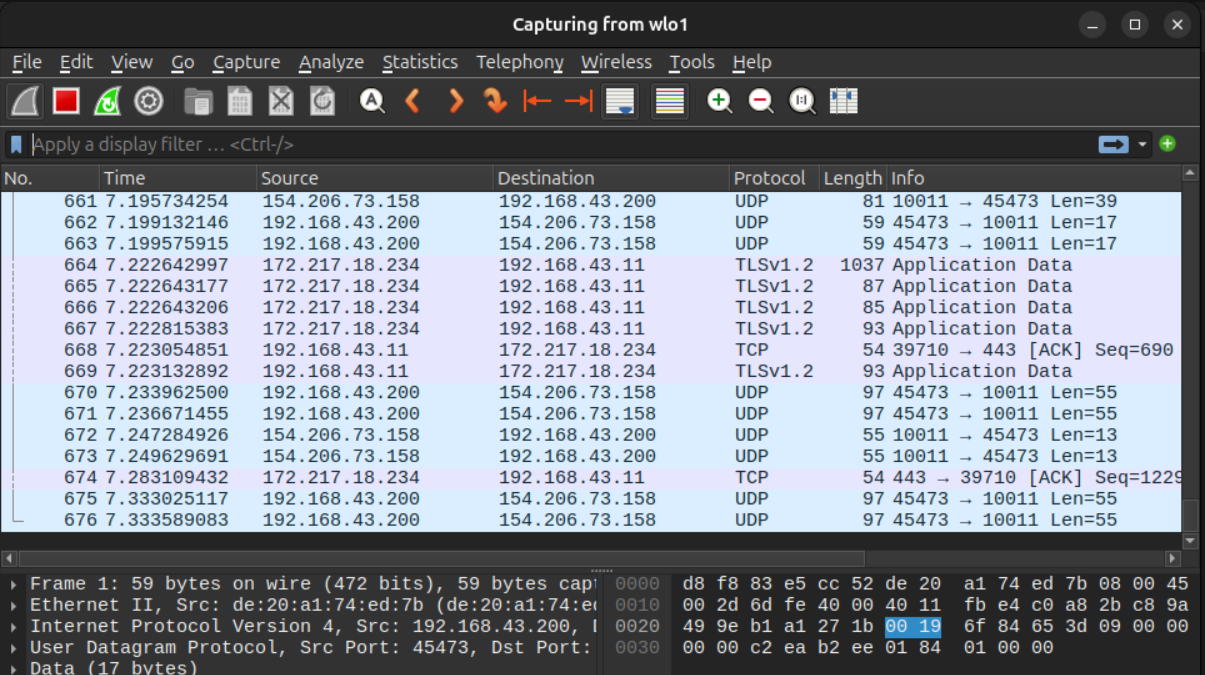 Capturing from wlo1
File Edit View Go Capture Analyze Statistics Telephony Wireless Tools Help
Apply a display filter … <Ctrl-/>
No. Time Source Destination Protocol Length Info
661 7.195734254 154.206.73.158 192.168.43.200 UDP 81 10011 → 45473 Len=39
662 7.199132146 192.168.43.200 154.206.73.158 UDP 59 45473 → 10011 Len=17
663 7.199575915 192.168.43.200 154.206.73.158 UDP 59 45473 → 10011 Len=17
664 7.222642997 172.217.18.234 192.168.43.11 TLSv1.2 1037 Application Data
665 7.222643177 172.217.18.234 192.168.43.11 TLSv1.2 87 Application Data
666 7.222643206 172.217.18.234 192.168.43.11 TLSv1.2 85 Application Data
667 7.222815383 172.217.18.234 192.168.43.11 TLSv1.2 93 Application Data
668 7.223054851 192.168.43.11 172.217.18.234 TCP 54 39710 → 443 [ACK] Seq=690
669 7.223132892 192.168.43.11 172.217.18.234 TLSv1.2 93 Application Data
670 7.233962500 192.168.43.200 154.206.73.158 UDP 97 45473 → 10011 Len=55
671 7.236671455 192.168.43.200 154.206.73.158 UDP 97 45473 → 10011 Len=55
672 7.247284926 154.206.73.158 192.168.43.200 UDP 55 10011 → 45473 Len=13
673 7.249629691 154.206.73.158 192.168.43.200 UDP 55 10011 → 45473 Len=13
674 7.283109432 172.217.18.234 192.168.43.11 TCP 54 443 → 39710 [ACK] Seq=1229
675 7.333025117 192.168.43.200 154.206.73.158 UDP 97 45473 → 10011 Len=55
676 7.333589083 192.168.43.200 154.206.73.158 UDP 97 45473 → 10011 Len=55
Frame 1: 59 bytes on wire (472 bits), 59 bytes capt
Ethernet II, Src: de:20:a1:74:ed:7b (de:20:a1:74:e
Internet Protocol Version 4, Src: 192.168.43.200,
User Datagram Protocol, Src Port: 45473, Dst Port:
Data (17 bytes)
0000 d8 f8 83 e5 cc 52 de 20 a1 74 ed 7b 08 00 45
0010 00 2d 6d fe 40 00 40 11 fb e4 c0 a8 2b c8 9a
0020 49 9e b1 a1 27 1b 00 19 6f 84 65 3d 09 00 00
0030 00 00 c2 ea b2 ee 01 84 01 00 00